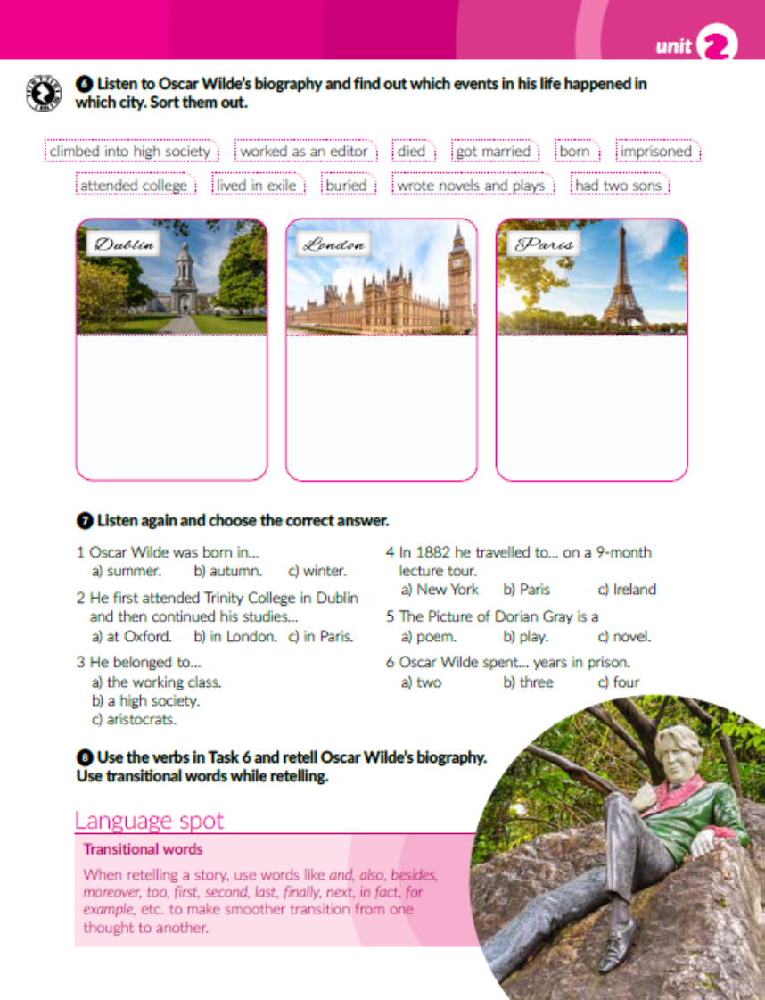 unit 2
6 Listen to Oscar Wilde's biography and find out which events in his life happened in
which city. Sort them out.
climbed into high society worked as an editor died got married born imprisoned
attended college lived in exile buried wrote novels and plays had two sons
Dublin London Paris
7 Listen again and choose the correct answer.
1 Oscar Wilde was born in...
a) summer. b) autumn. c) winter.
2 He first attended Trinity College in Dublin
and then continued his studies...
a) at Oxford. b) in London. c) in Paris.
3 He belonged to...
a) the working class.
b) a high society.
c) aristocrats.
4 In 1882 he travelled to... on a 9-month
lecture tour.
a) New York b) Paris c) Ireland
5 The Picture of Dorian Gray is a
a) poem. b) play. c) novel.
6 Oscar Wilde spent... years in prison.
a) two b) three c) four
8 Use the verbs in Task 6 and retell Oscar Wilde's biography.
Use transitional words while retelling.
Language spot
Transitional words
When retelling a story, use words like and, also, besides,
moreover, too, first, second, last, finally, next, in fact, for
example, etc. to make smoother transition from one
thought to another.